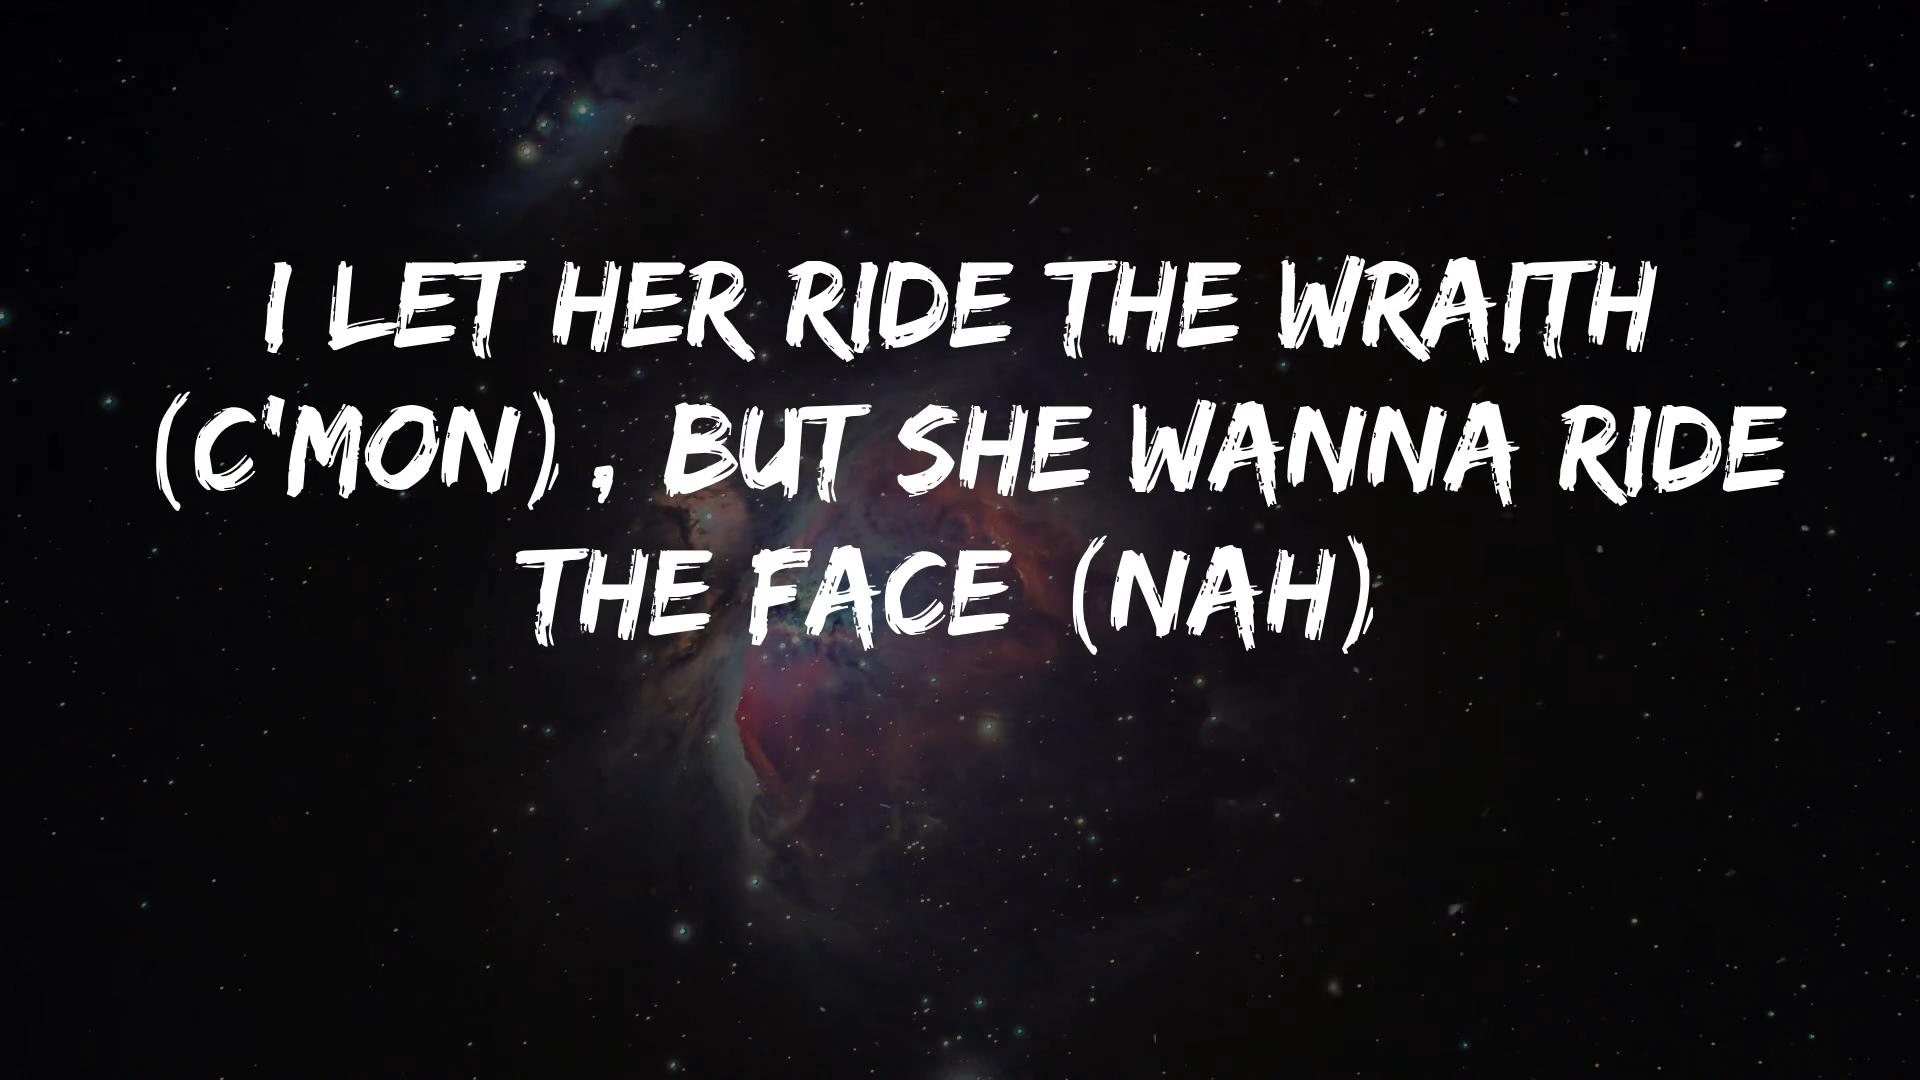 I LET HER RIDE THE WRAITH
(C'MON) , BUT SHE WANNA RIDE
THE FACE (NAH)